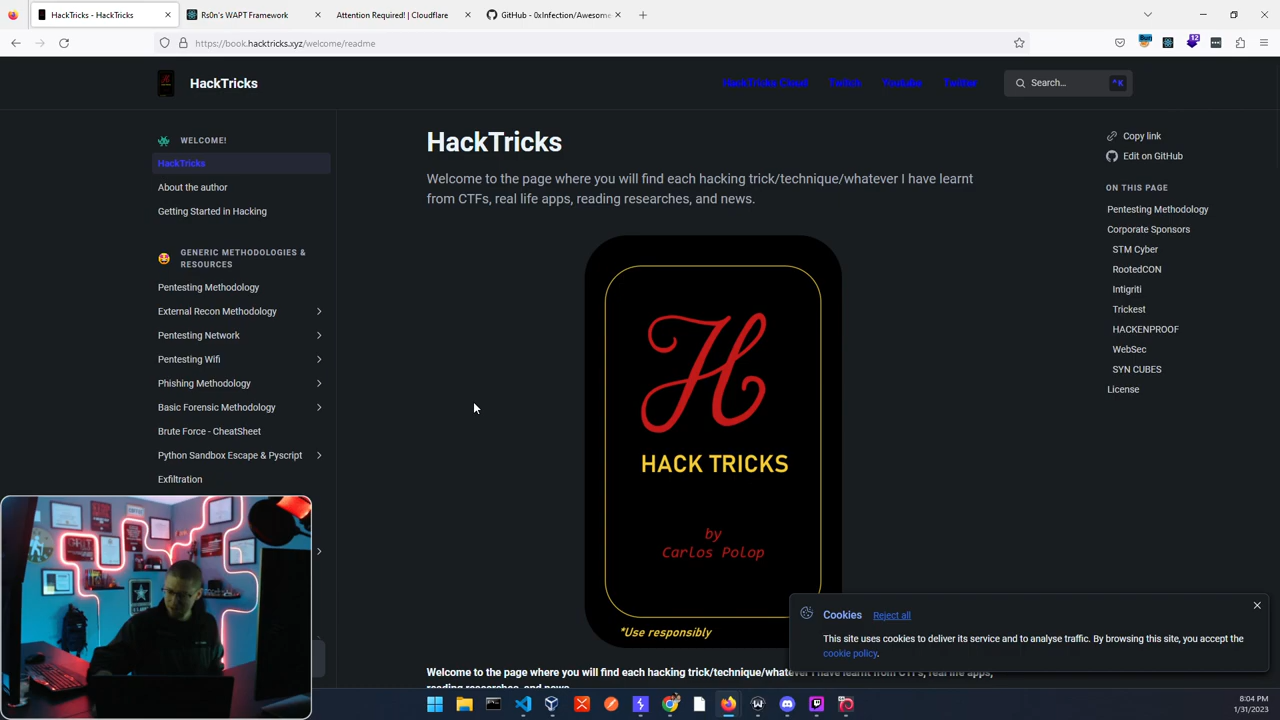 HackTricks - HackTricks
Rs0n's WAPT Framework
Attention Required! | Cloudflare
GitHub - 0xInfection/Awesome
https://book.hacktricks.xyz/welcome/readme
12
HackTricks
HackTricks Cloud
Twitch
Youtube
Twitter
Search...
^K
WELCOME!
HackTricks
About the author
Getting Started in Hacking
GENERIC METHODOLOGIES &
RESOURCES
Pentesting Methodology
External Recon Methodology
Pentesting Network
Pentesting Wifi
Phishing Methodology
Basic Forensic Methodology
Brute Force - CheatSheet
Python Sandbox Escape & Pyscript
Exfiltration
HackTricks
Welcome to the page where you will find each hacking trick/technique/whatever I have learnt
from CTFs, real life apps, reading researches, and news.
H
HACK TRICKS
by
Carlos Polop
*Use responsibly
Welcome to the page where you will find each hacking trick/technique/whatever I have learnt from CTFs, real life apps,
reading researches, and news.
Copy link
Edit on GitHub
ON THIS PAGE
Pentesting Methodology
Corporate Sponsors
STM Cyber
RootedCON
Intigriti
Trickest
HACKENPROOF
WebSec
SYN CUBES
License
Cookies
Reject all
This site uses cookies to deliver its service and to analyse traffic. By browsing this site, you accept the
cookie policy.
8:04 PM
1/31/2023